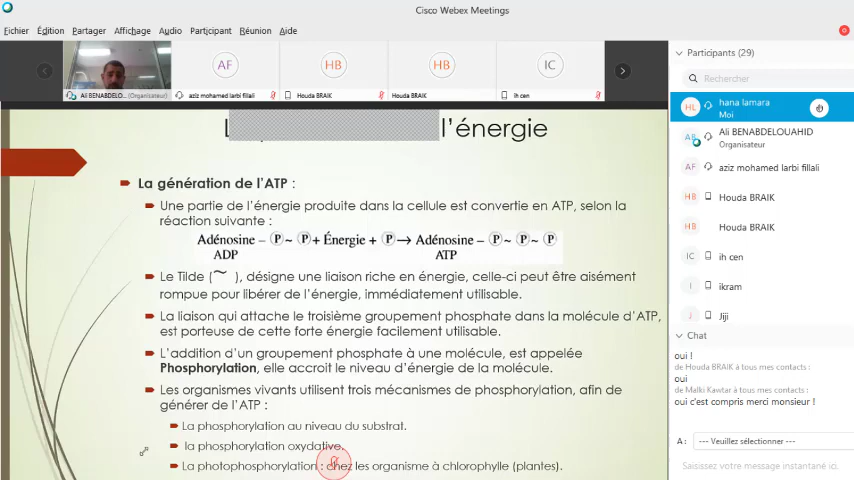 Cisco Webex Meetings
Fichier Édition Partager Affichage Audio Participant Réunion Aide
AF HB HB IC
Ali BENABDELO... (Organisateur) aziz mohamed larbi fillali Houda BRAIK Houda BRAIK ih cen
l'énergie
La génération de l'ATP :
Une partie de l'énergie produite dans la cellule est convertie en ATP, selon la
réaction suivante :
Adénosine – P ~ P + Énergie + P → Adénosine – P ~ P ~ P
ADP ATP
Le Tilde (~ ), désigne une liaison riche en énergie, celle-ci peut être aisément
rompue pour libérer de l'énergie, immédiatement utilisable.
La liaison qui attache le troisième groupement phosphate dans la molécule d'ATP,
est porteuse de cette forte énergie facilement utilisable.
L'addition d'un groupement phosphate à une molécule, est appelée
Phosphorylation, elle accroit le niveau d'énergie de la molécule.
Les organismes vivants utilisent trois mécanismes de phosphorylation, afin de
générer de l'ATP :
La phosphorylation au niveau du substrat.
la phosphorylation oxydative.
La photophosphorylation : chez les organisme à chlorophylle (plantes).
Participants (29)
Rechercher
HL hana lamara
Moi
AB Ali BENABDELOUAHID
Organisateur
AF aziz mohamed larbi fillali
HB Houda BRAIK
HB Houda BRAIK
IC ih cen
I ikram
J Jiji
Chat
oui !
de Houda BRAIK à tous mes contacts :
oui
de Malki Kawtar à tous mes contacts :
oui c'est compris merci monsieur !
A : --- Veuillez sélectionner ---
Saisissez votre message instantané ici.